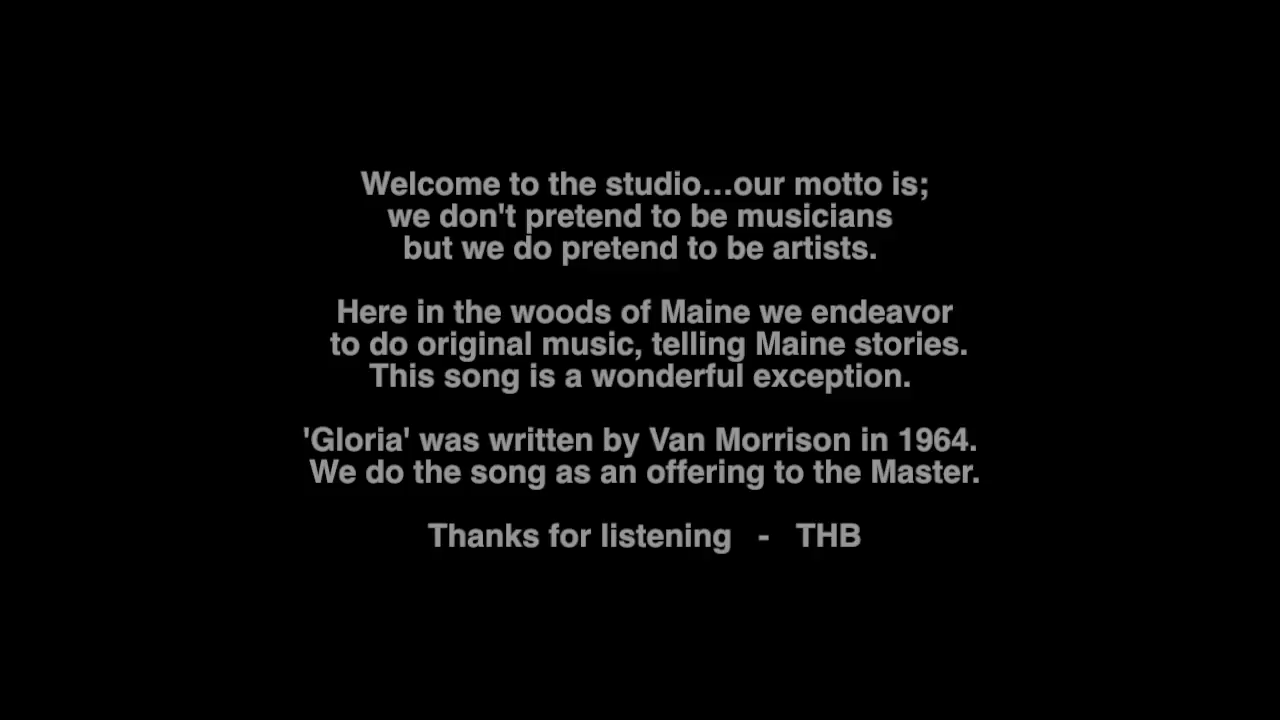 Welcome to the studio...our motto is;
we don't pretend to be musicians
but we do pretend to be artists.
Here in the woods of Maine we endeavor
to do original music, telling Maine stories.
This song is a wonderful exception.
'Gloria' was written by Van Morrison in 1964.
We do the song as an offering to the Master.
Thanks for listening - THB